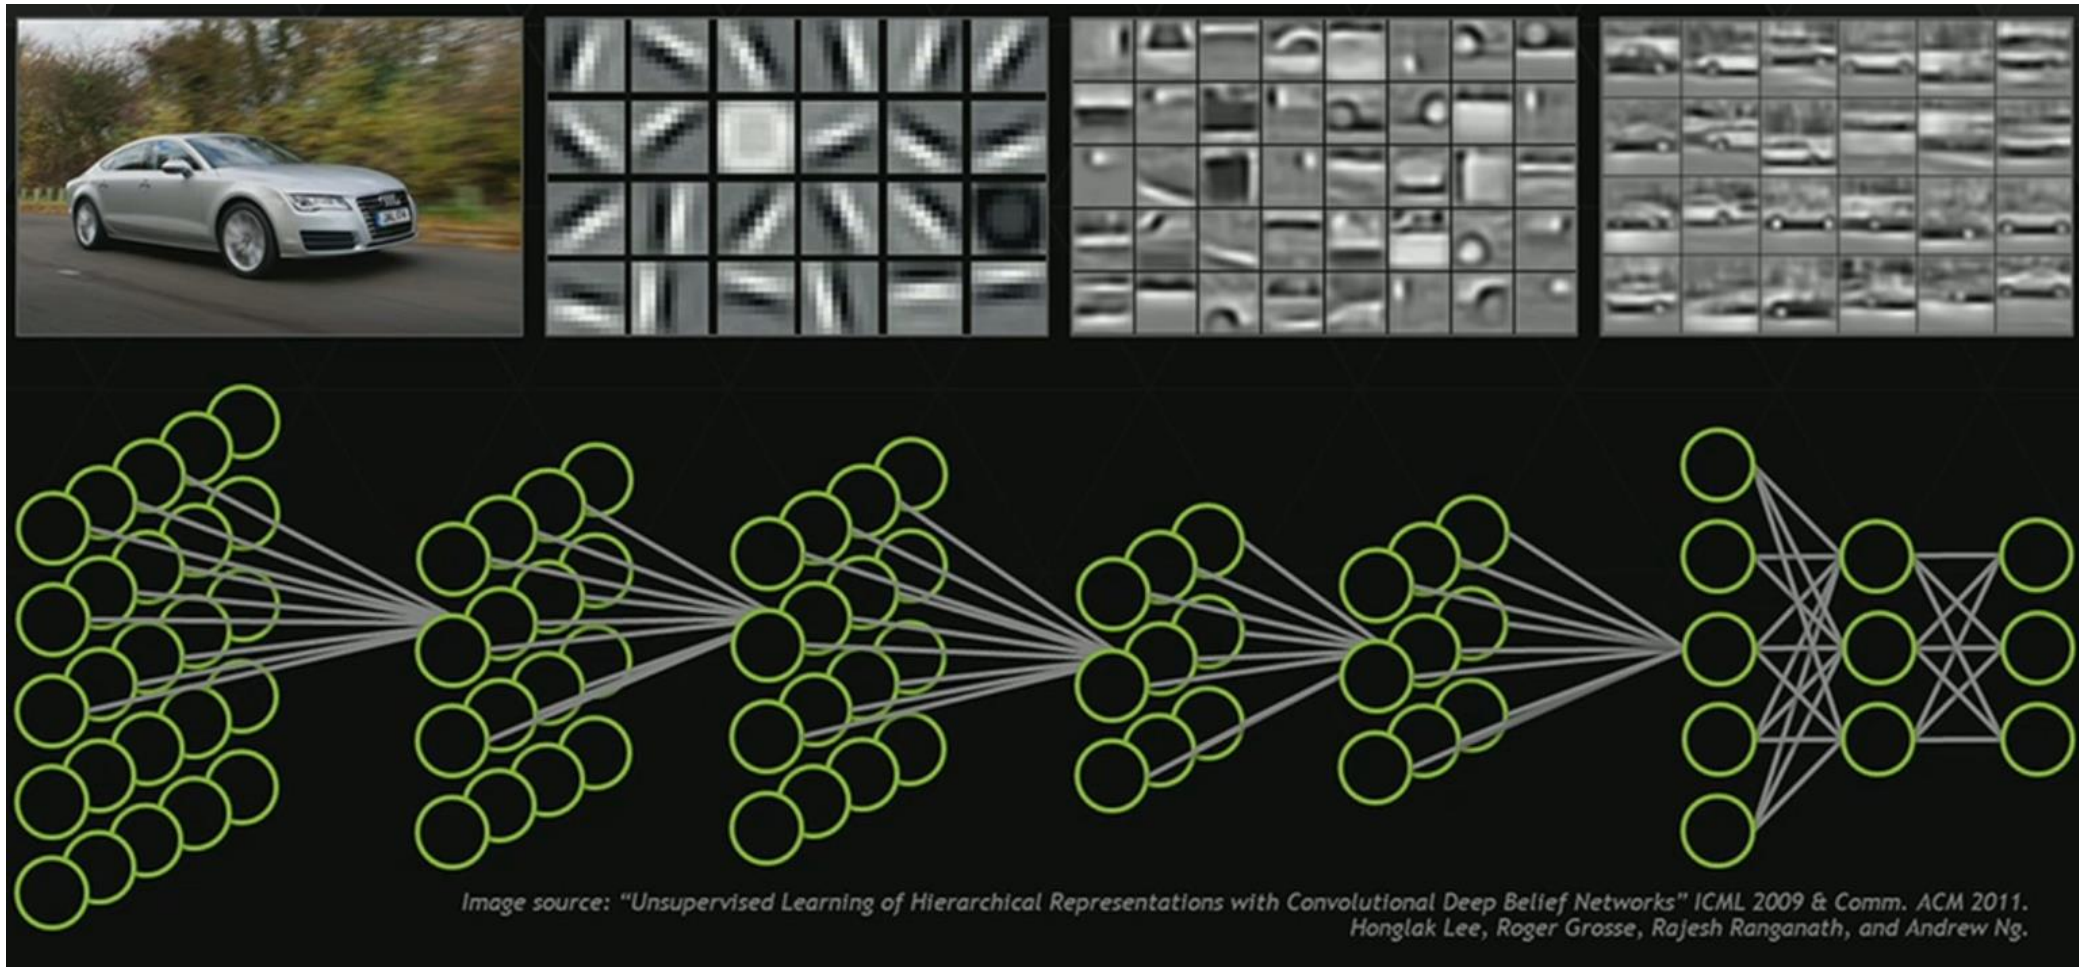 Image source: “Unsupervised Learning of Hierarchical Representations with Convolutional Deep Belief Networks” ICML 2009 & Comm. ACM 2011.
Honglak Lee, Roger Grosse, Rajesh Ranganath, and Andrew Ng.